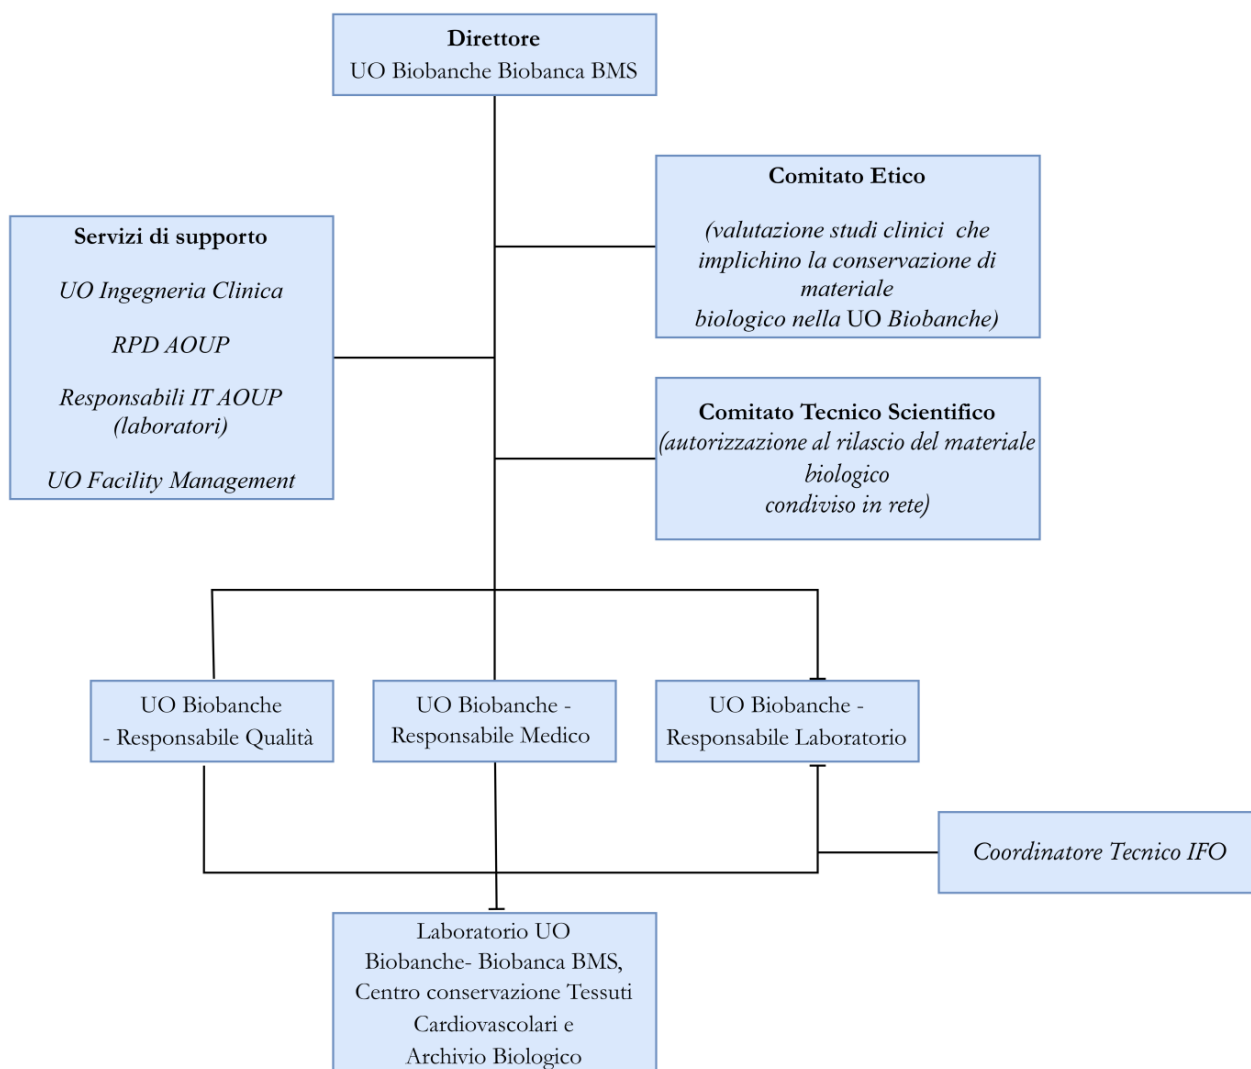 Direttore
UO Biobanche Biobanca BMS
Comitato Etico
(valutazione studi clinici che
implichino la conservazione di
materiale
biologico nella UO Biobanche)
Servizi di supporto
UO Ingegneria Clinica
RPD AOUP
Responsabili IT AOUP
(laboratori)
UO Facility Management
Comitato Tecnico Scientifico
(autorizzazione al rilascio del materiale
biologico
condiviso in rete)
UO Biobanche
- Responsabile Qualità
UO Biobanche -
Responsabile Medico
UO Biobanche -
Responsabile Laboratorio
Coordinatore Tecnico IFO
Laboratorio UO
Biobanche- Biobanca BMS,
Centro conservazione Tessuti
Cardiovascolari e
Archivio Biologico